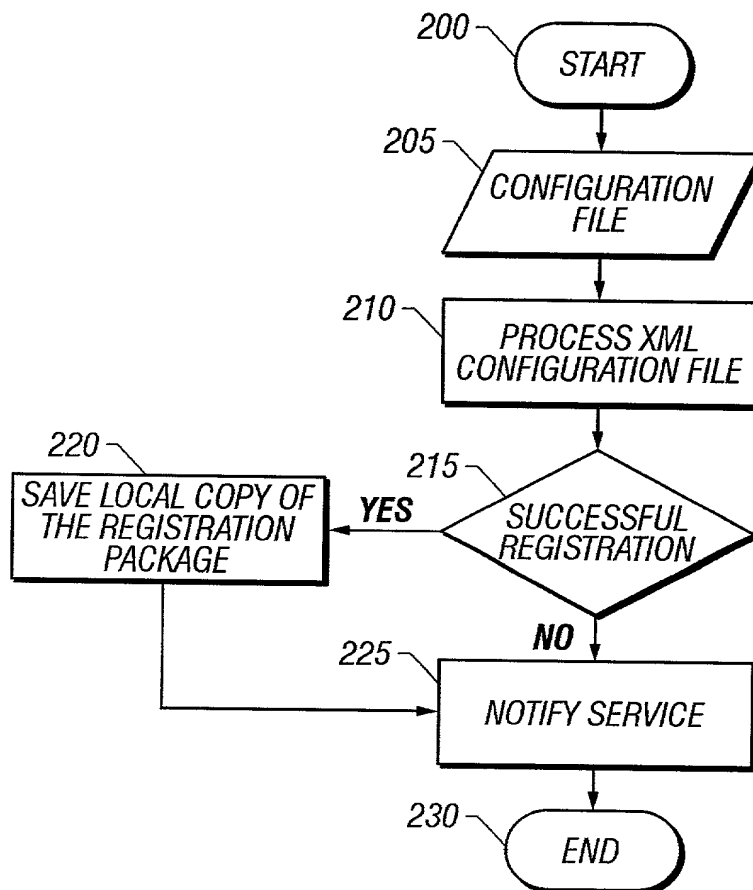 200
START
205
CONFIGURATION
FILE
210
PROCESS XML
CONFIGURATION FILE
220
SAVE LOCAL COPY OF
THE REGISTRATION
PACKAGE
YES
215
SUCCESSFUL
REGISTRATION
NO
225
NOTIFY SERVICE
230
END